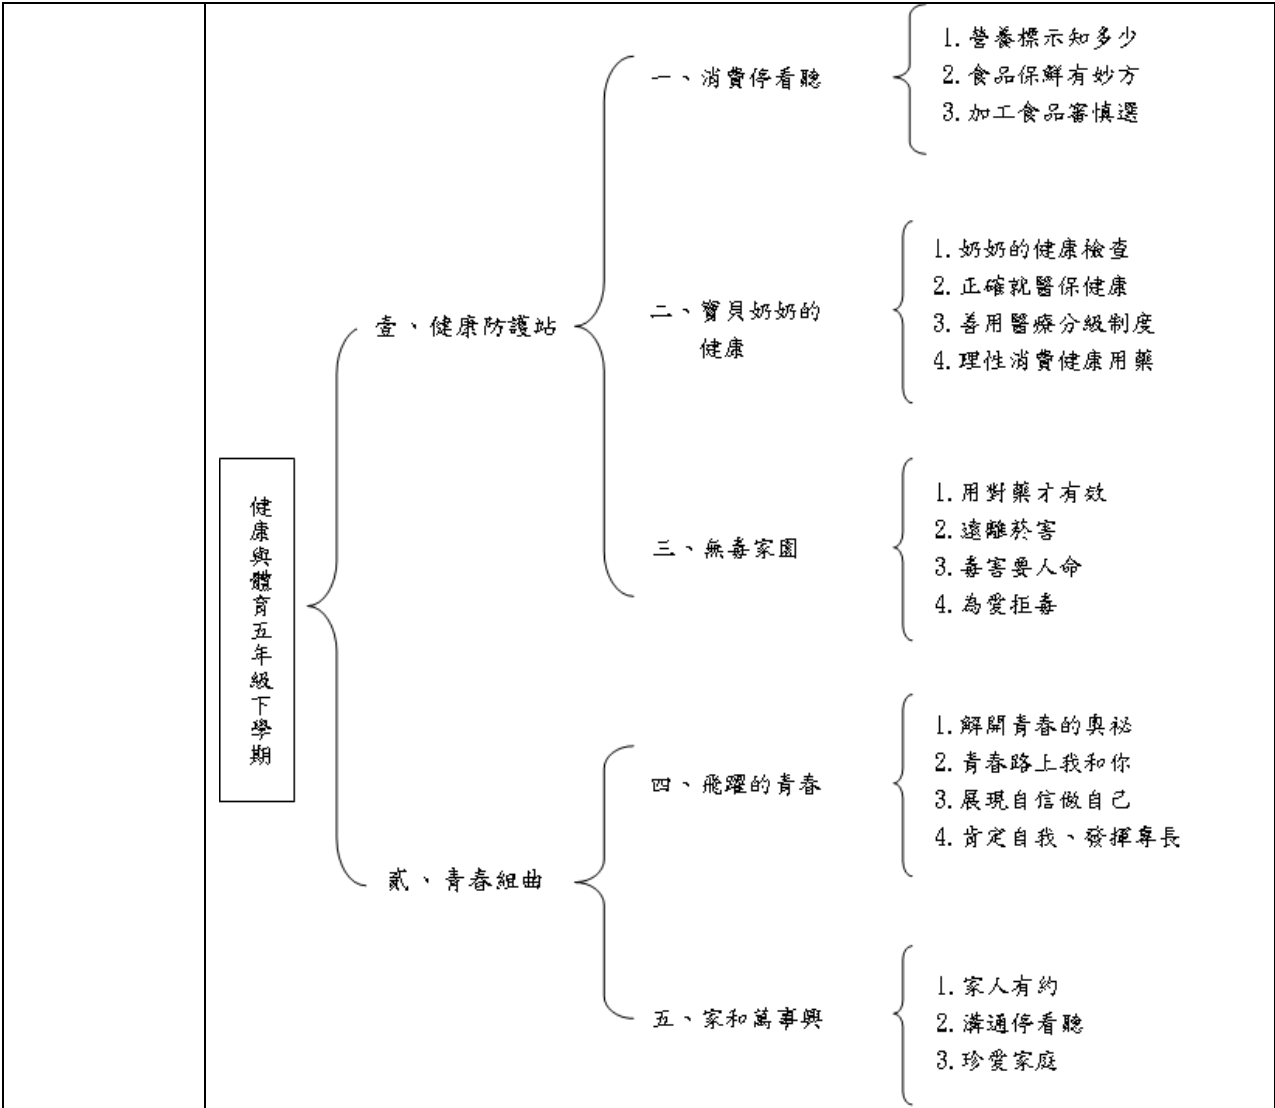 健康與體育五年級下學期
壹、健康防護站
一、消費停看聽
1.營養標示知多少
2.食品保鮮有妙方
3.加工食品審慎選
二、寶貝奶奶的
健康
1.奶奶的健康檢查
2.正確就醫保健康
3.善用醫療分級制度
4.理性消費健康用藥
三、無毒家園
1.用對藥才有效
2.遠離菸害
3.毒害要人命
4.為愛拒毒
貳、青春組曲
四、飛躍的青春
1.解開青春的奧祕
2.青春路上我和你
3.展現自信做自己
4.肯定自我、發揮專長
五、家和萬事興
1.家人有約
2.溝通停看聽
3.珍愛家庭